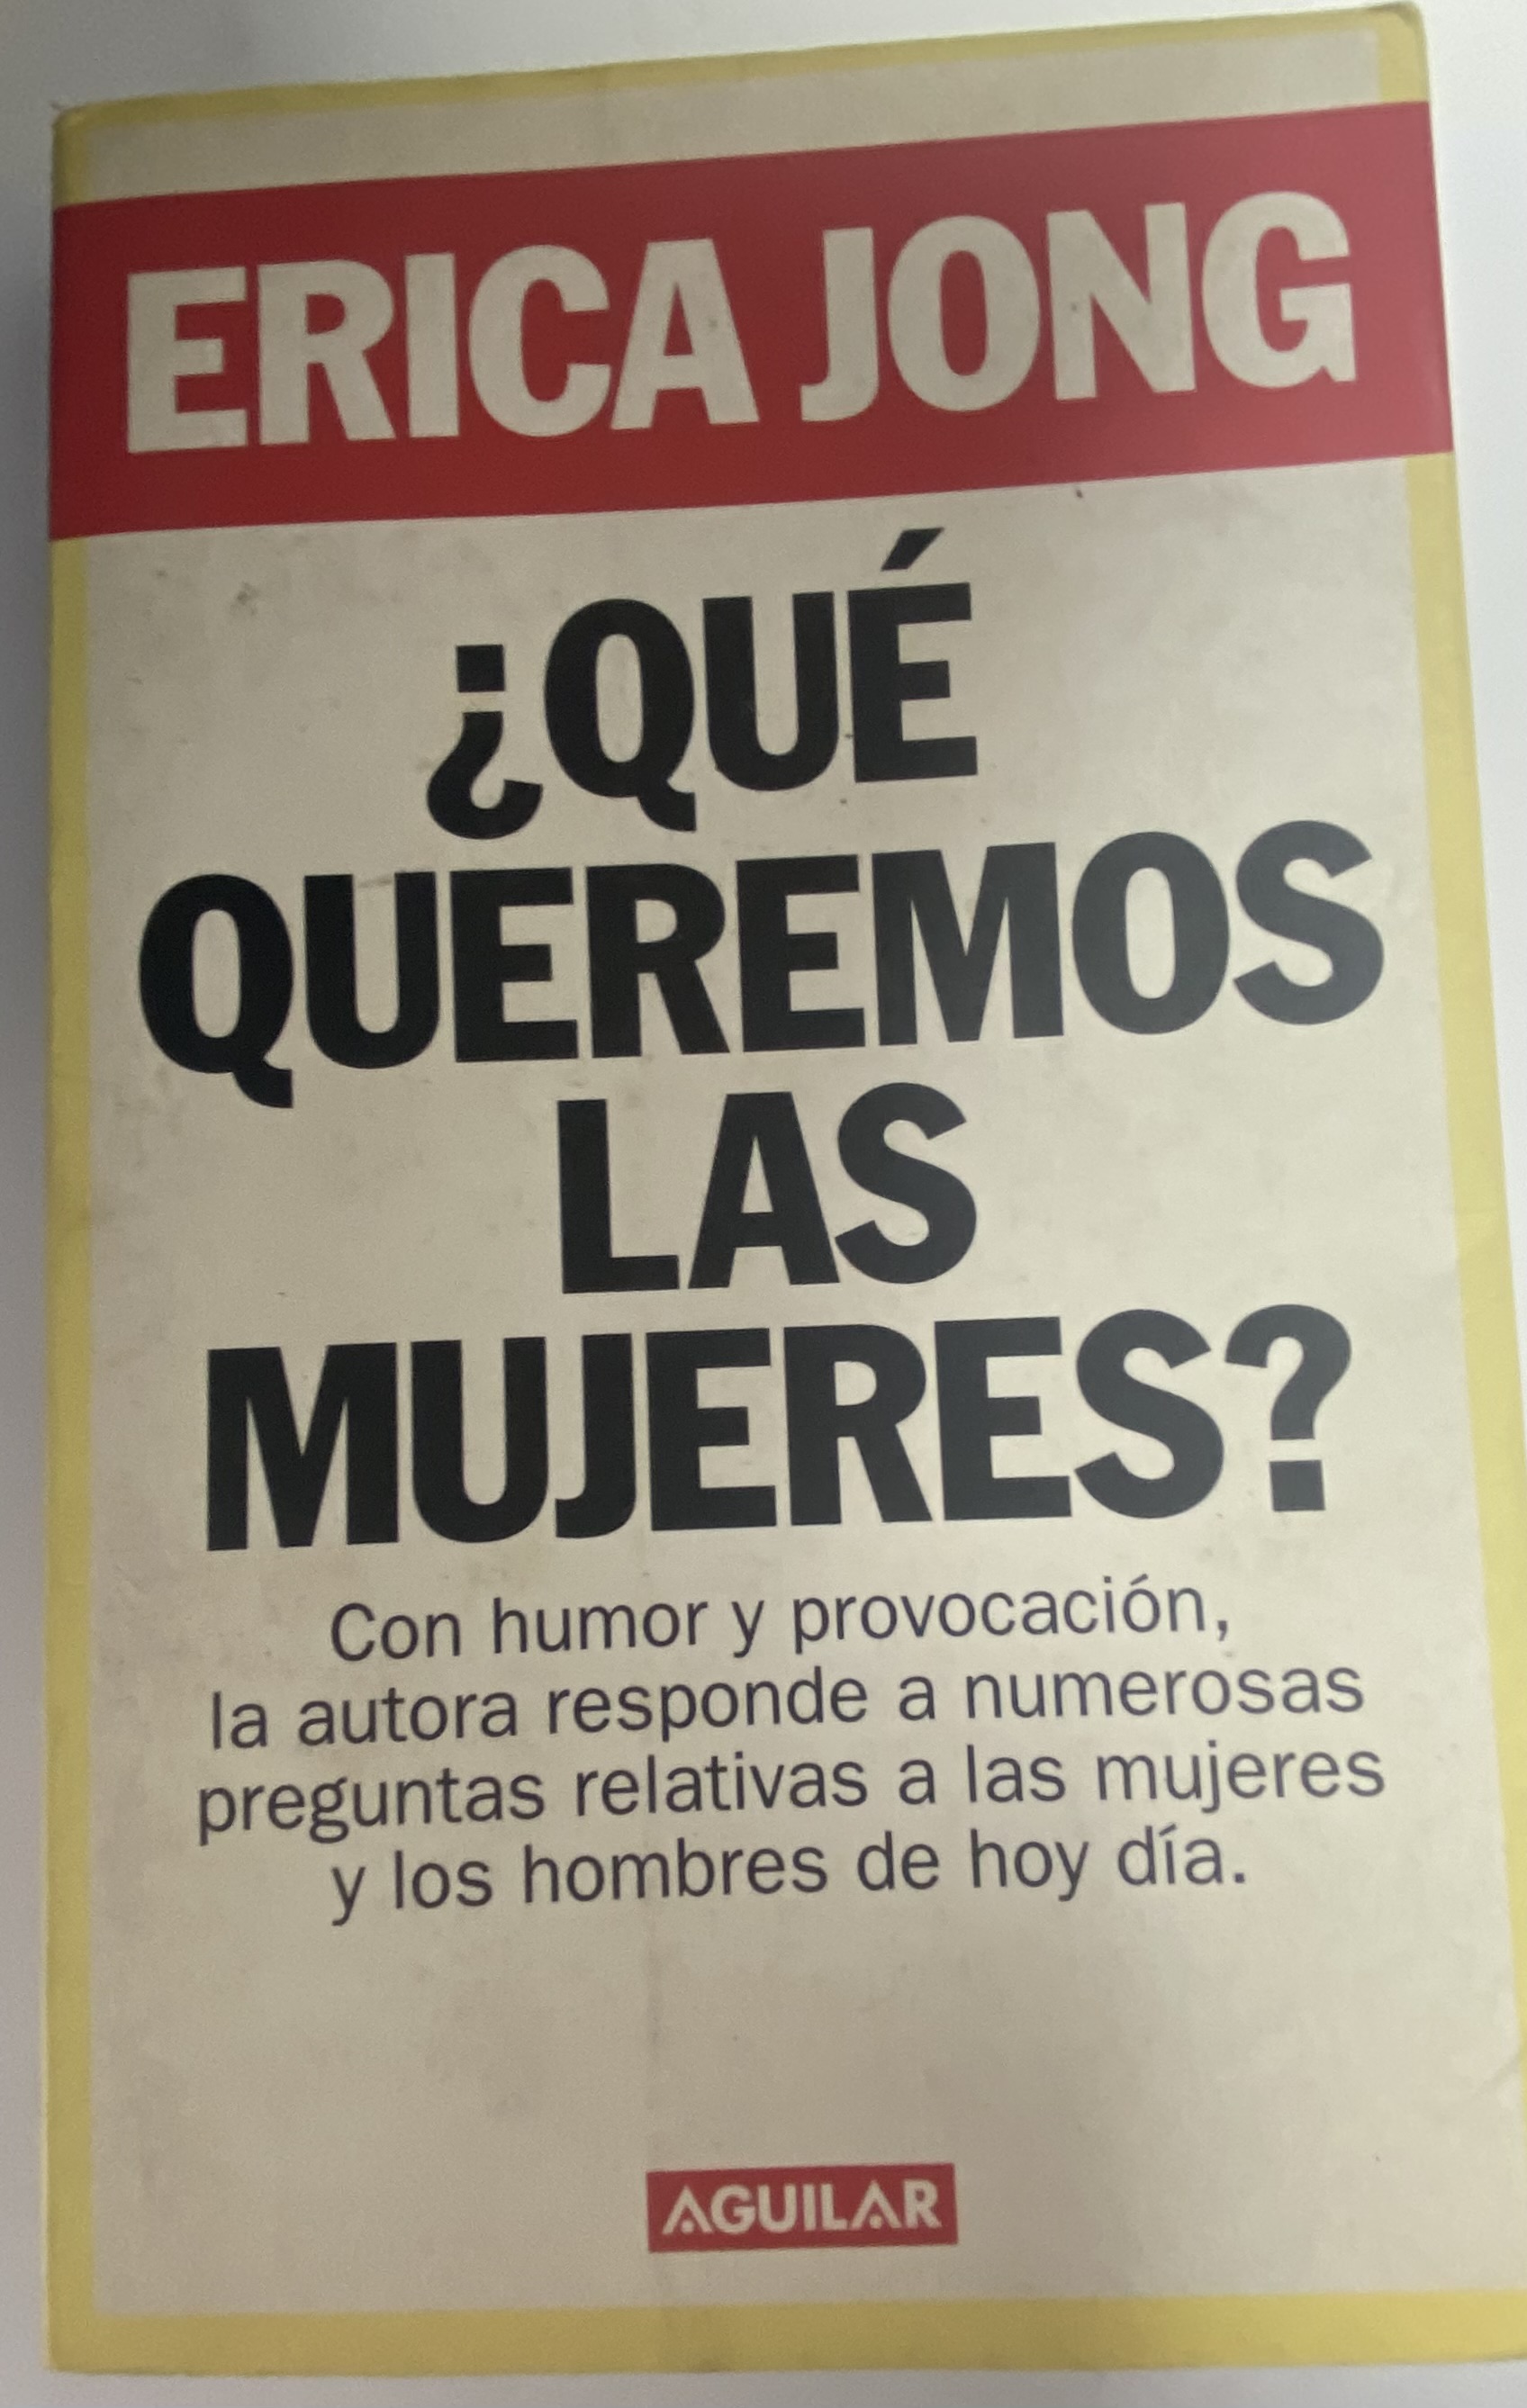 ERICA JONG
¿QUÉ
QUEREMOS
LAS
MUJERES?
Con humor y provocación,
la autora responde a numerosas
preguntas relativas a las mujeres
y los hombres de hoy día.
AGUILAR